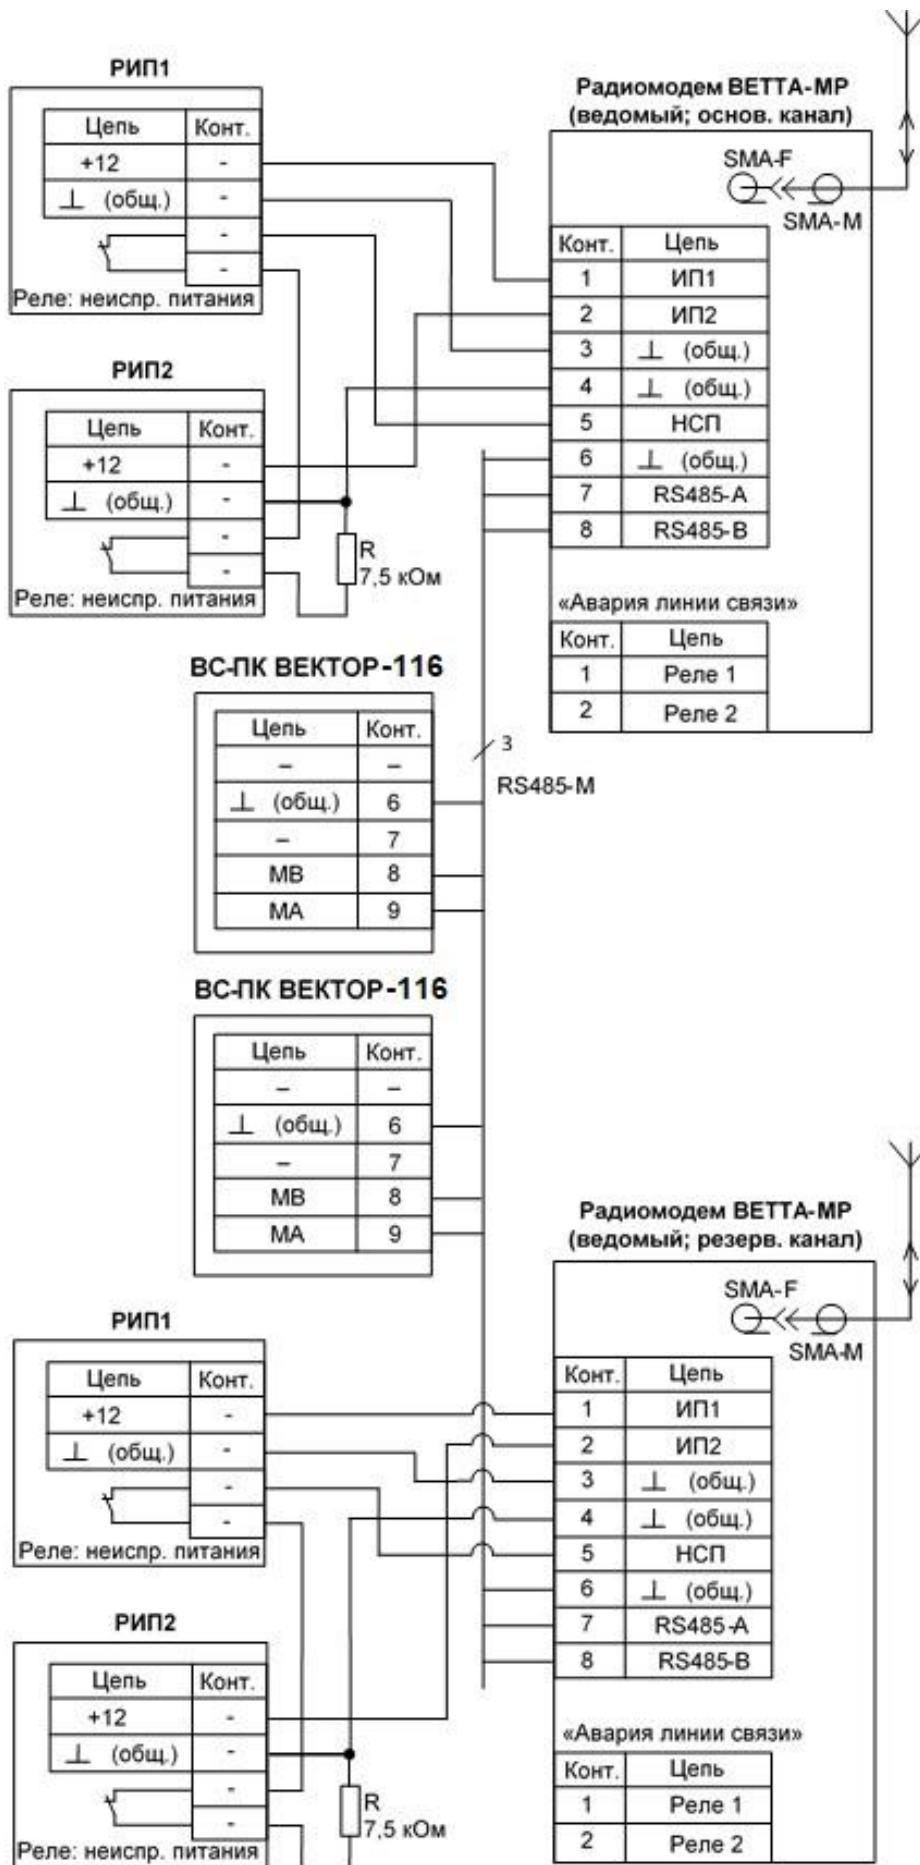 РИП1
Цепь Конт.
+12 -
⊥ (общ.) -
-
-
Реле: неиспр. питания
Радиомодем ВЕТТА-МР
(ведомый; основ. канал)
SMA-F
SMA-M
Конт. Цепь
1 ИП1
2 ИП2
3 ⊥ (общ.)
4 ⊥ (общ.)
5 НСП
6 ⊥ (общ.)
7 RS485-A
8 RS485-B
«Авария линии связи»
Конт. Цепь
1 Реле 1
2 Реле 2
РИП2
Цепь Конт.
+12 -
⊥ (общ.) -
-
-
Реле: неиспр. питания
R
7,5 кОм
ВС-ПК ВЕКТОР-116
Цепь Конт.
– –
⊥ (общ.) 6
– 7
МВ 8
МА 9
3
RS485-M
ВС-ПК ВЕКТОР-116
Цепь Конт.
– –
⊥ (общ.) 6
– 7
МВ 8
МА 9
Радиомодем ВЕТТА-МР
(ведомый; резерв. канал)
SMA-F
SMA-M
Конт. Цепь
1 ИП1
2 ИП2
3 ⊥ (общ.)
4 ⊥ (общ.)
5 НСП
6 ⊥ (общ.)
7 RS485-A
8 RS485-B
«Авария линии связи»
Конт. Цепь
1 Реле 1
2 Реле 2
РИП1
Цепь Конт.
+12 -
⊥ (общ.) -
-
-
Реле: неиспр. питания
РИП2
Цепь Конт.
+12 -
⊥ (общ.) -
-
-
Реле: неиспр. питания
R
7,5 кОм